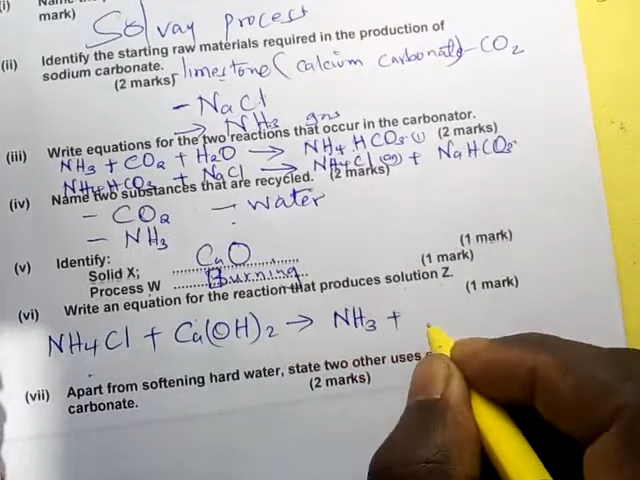 (i) Name
mark)
Solvay process
(ii) Identify the starting raw materials required in the production of
sodium carbonate.
(2 marks) - limestone (calcium carbonate) - CO2
- NaCl
→ NH3 gas
(iii) Write equations for the two reactions that occur in the carbonator.
(2 marks)
NH3 + CO2 + H2O → NH4HCO3 (l)
NH4HCO3 + NaCl → NH4Cl (aq) + NaHCO3
(iv) Name two substances that are recycled. (2 marks)
- CO2 - water
- NH3
(v) Identify: (1 mark)
Solid X; CaO (1 mark)
Process W Burning
(vi) Write an equation for the reaction that produces solution Z.
(1 mark)
NH4Cl + Ca(OH)2 → NH3 +
(vii) Apart from softening hard water, state two other uses
carbonate. (2 marks)